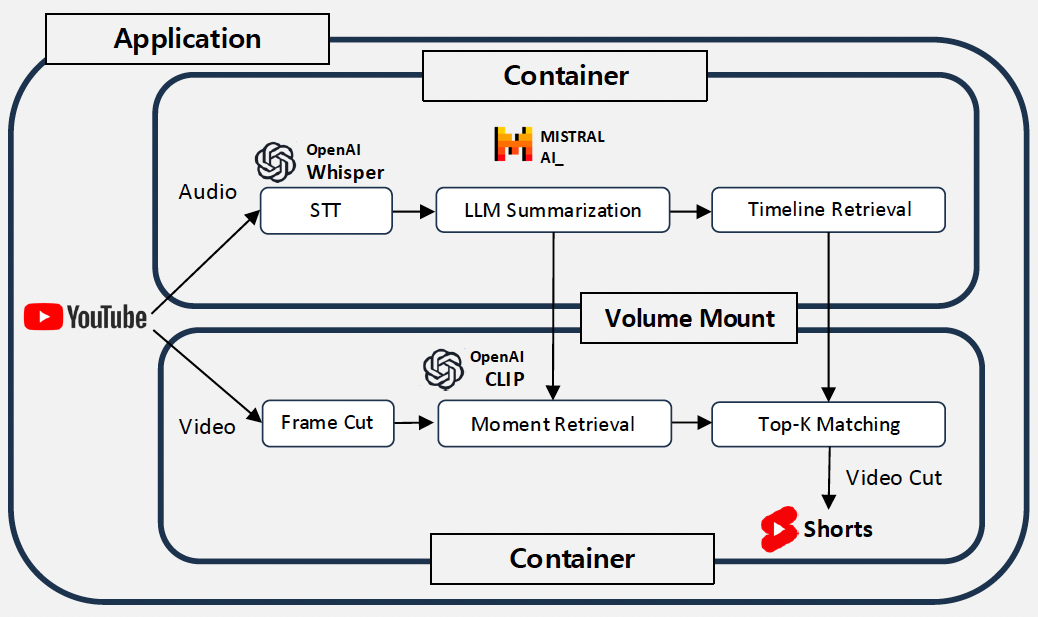 Application
Container
OpenAI
Whisper
MISTRAL
AI_
Audio
STT
LLM Summarization
Timeline Retrieval
YouTube
Volume Mount
OpenAI
CLIP
Video
Frame Cut
Moment Retrieval
Top-K Matching
Video Cut
Shorts
Container